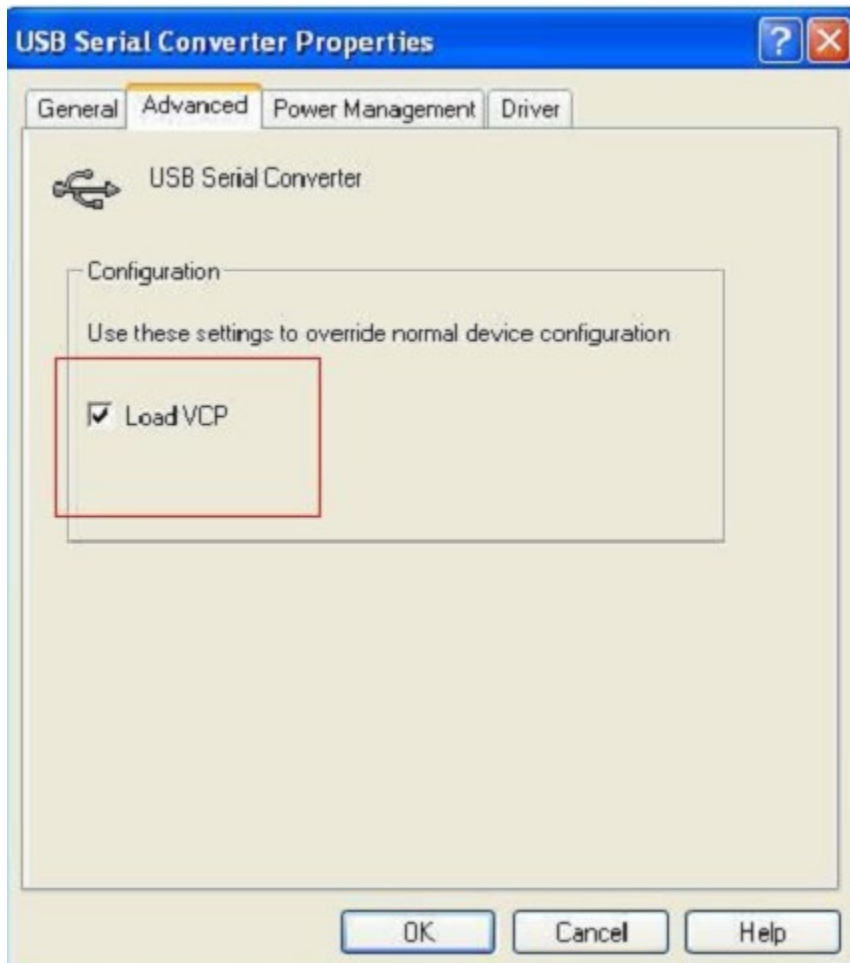 USB Serial Converter Properties
General Advanced Power Management Driver
USB Serial Converter
Configuration
Use these settings to override normal device configuration
Load VCP
OK Cancel Help